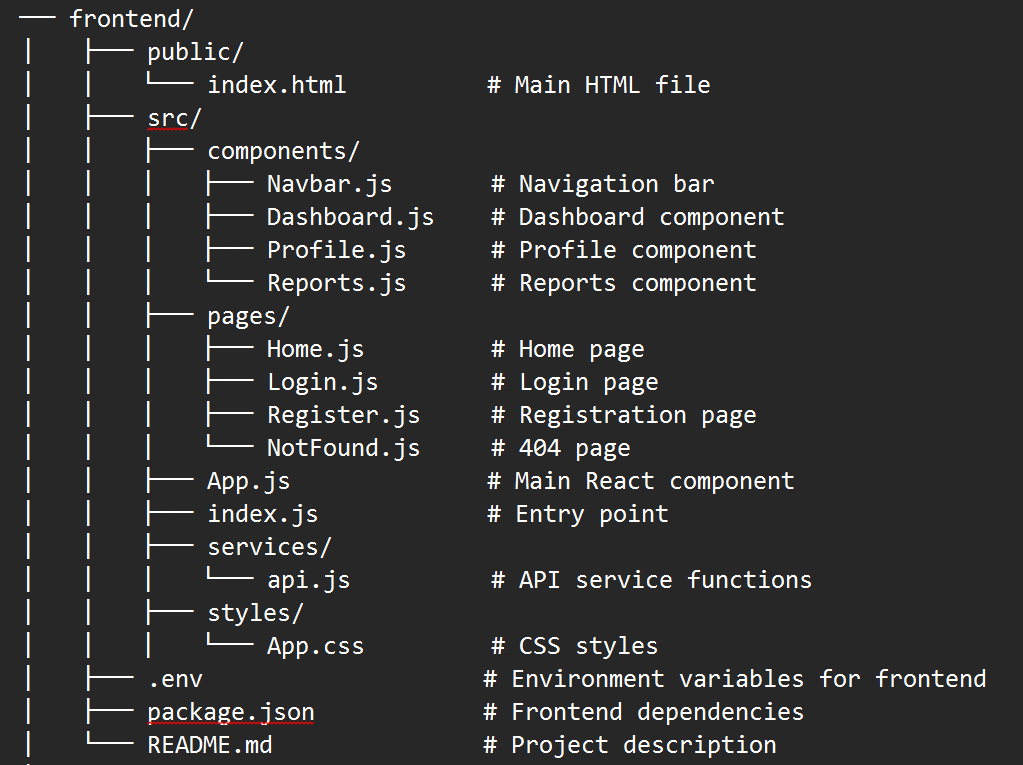 ── frontend/
│   ├── public/
│   │   └── index.html          # Main HTML file
│   ├── src/
│   │   ├── components/
│   │   │   ├── Navbar.js       # Navigation bar
│   │   │   ├── Dashboard.js    # Dashboard component
│   │   │   ├── Profile.js      # Profile component
│   │   │   └── Reports.js      # Reports component
│   │   ├── pages/
│   │   │   ├── Home.js         # Home page
│   │   │   ├── Login.js        # Login page
│   │   │   ├── Register.js     # Registration page
│   │   │   └── NotFound.js     # 404 page
│   │   ├── App.js              # Main React component
│   │   ├── index.js            # Entry point
│   │   ├── services/
│   │   │   └── api.js          # API service functions
│   │   ├── styles/
│   │   │   └── App.css         # CSS styles
│   ├── .env                    # Environment variables for frontend
│   ├── package.json            # Frontend dependencies
│   └── README.md               # Project description